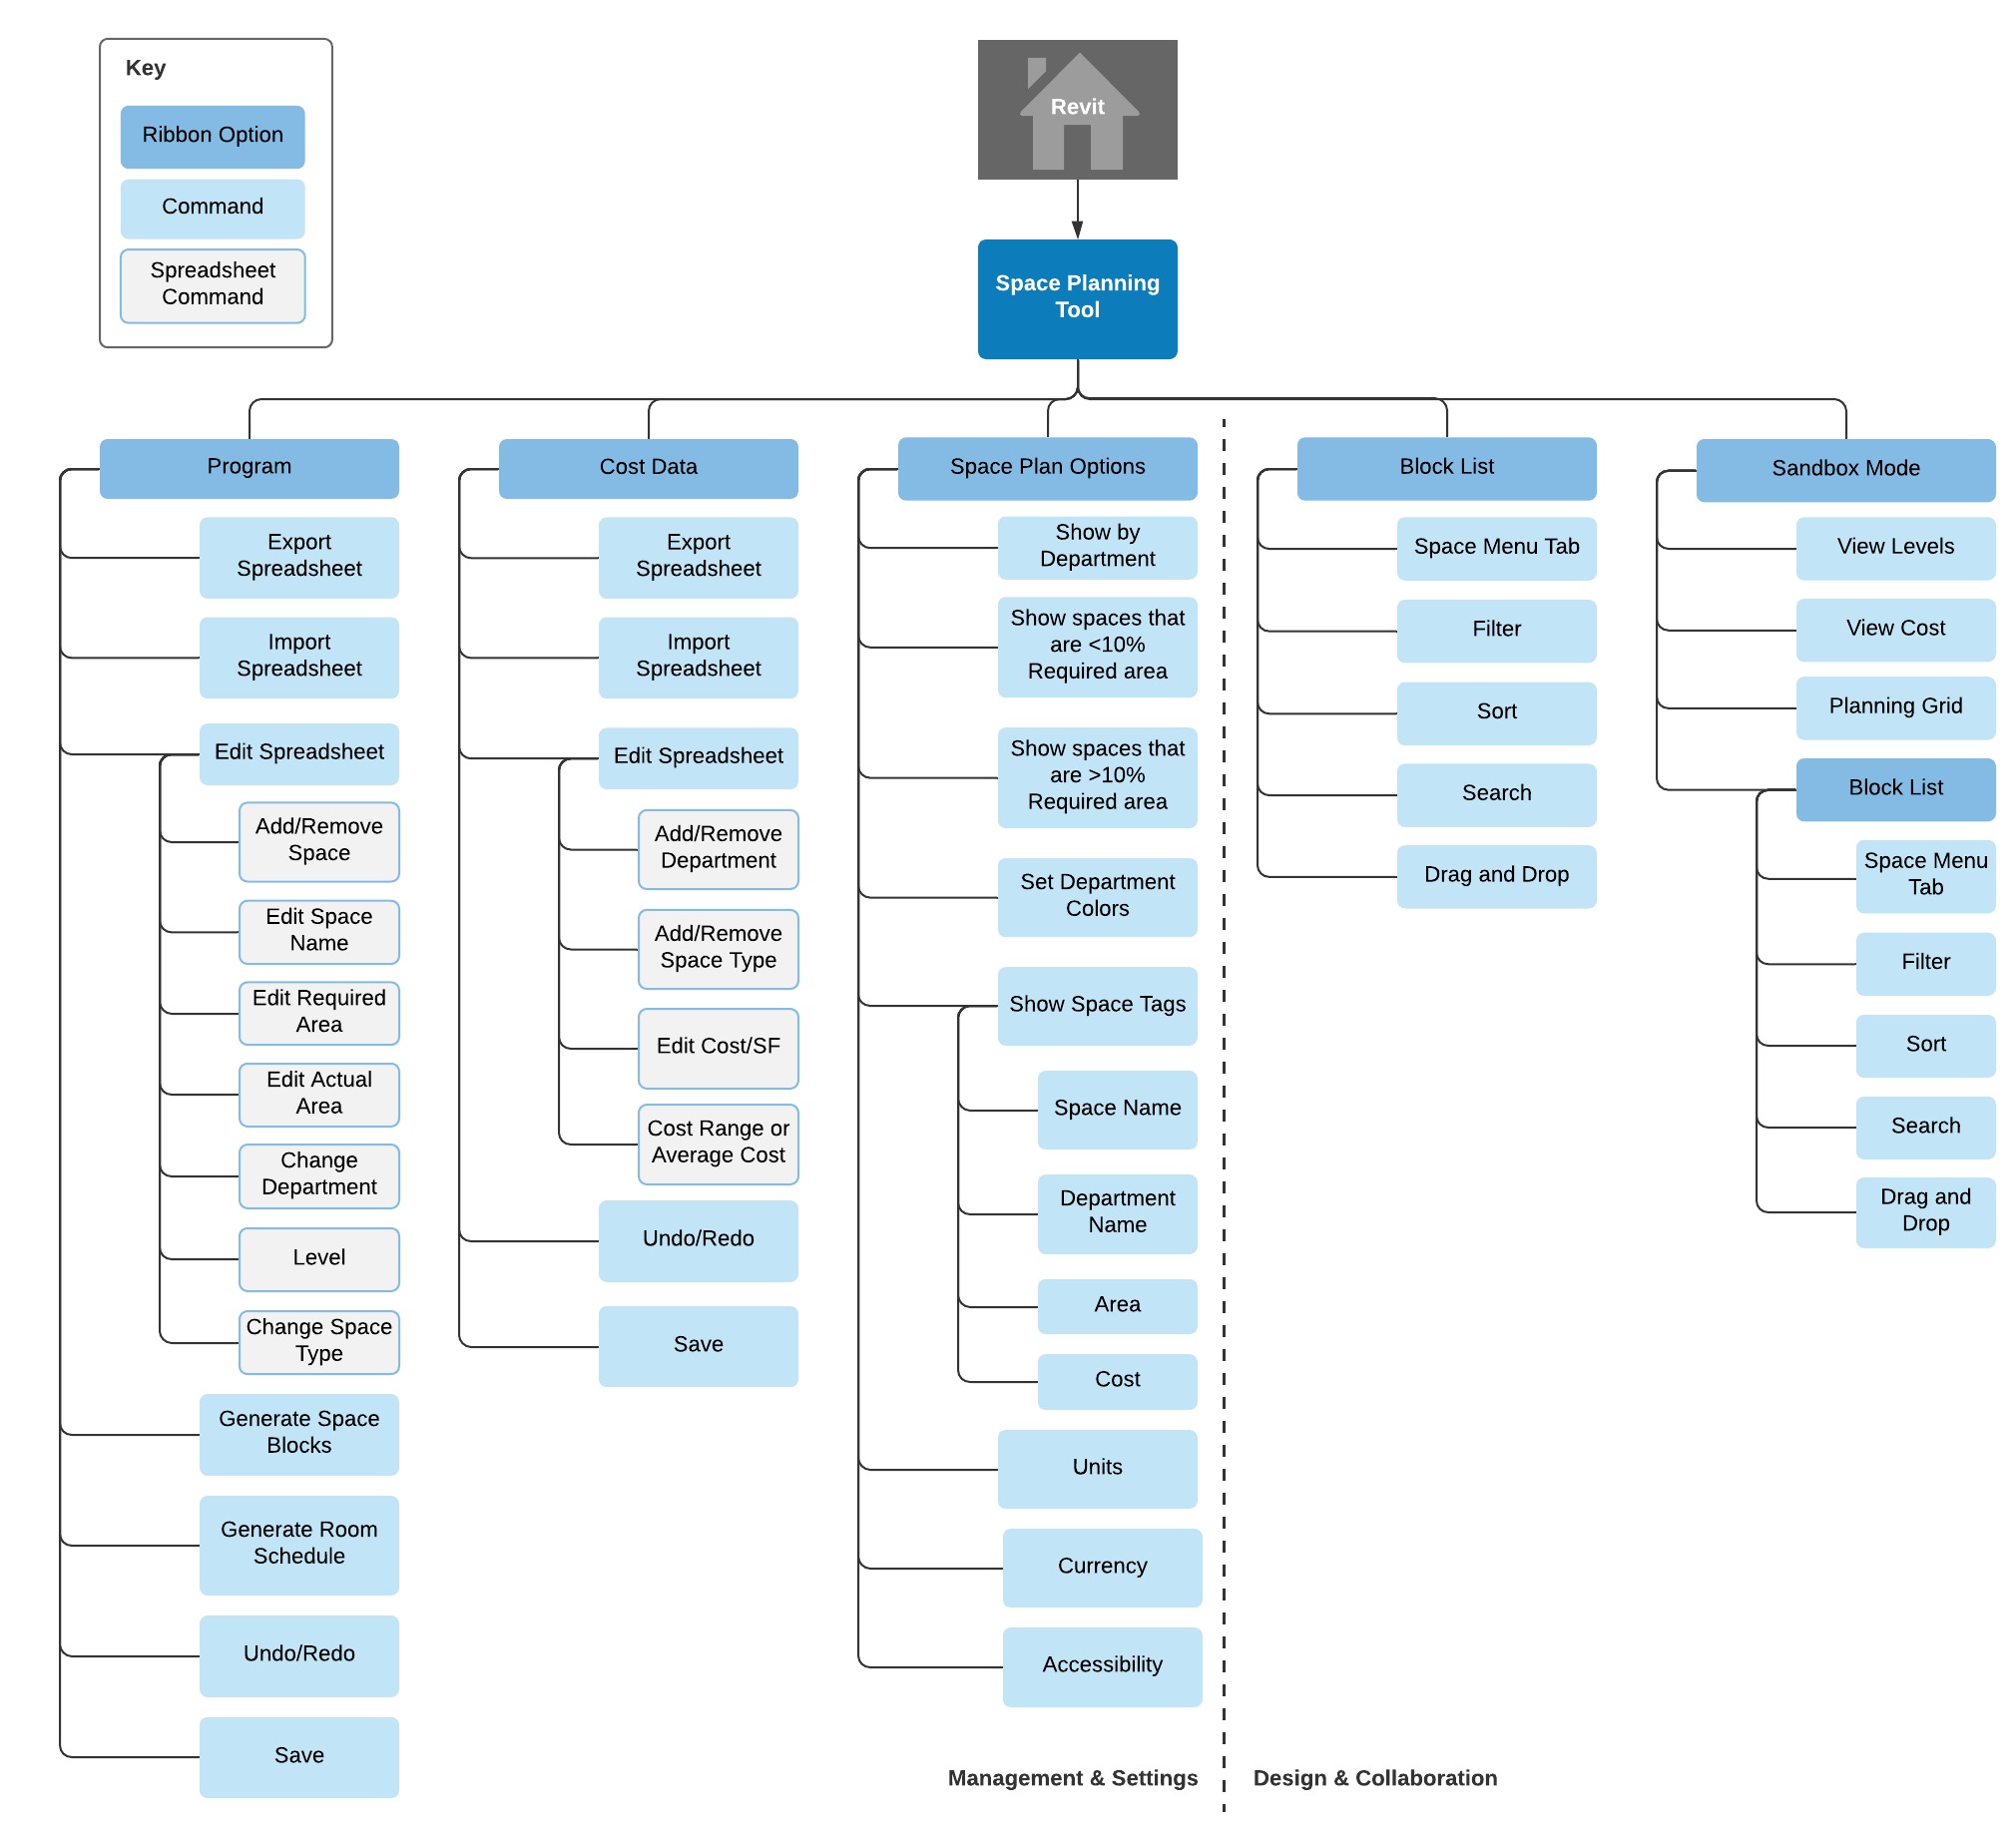 Key
Ribbon Option
Command
Spreadsheet
Command
Revit
Space Planning
Tool
Program
Export
Spreadsheet
Import
Spreadsheet
Edit Spreadsheet
Add/Remove
Space
Edit Space
Name
Edit Required
Area
Edit Actual
Area
Change
Department
Level
Change Space
Type
Generate Space
Blocks
Generate Room
Schedule
Undo/Redo
Save
Cost Data
Export
Spreadsheet
Import
Spreadsheet
Edit Spreadsheet
Add/Remove
Department
Add/Remove
Space Type
Edit Cost/SF
Cost Range or
Average Cost
Undo/Redo
Save
Space Plan Options
Show by
Department
Show spaces that
are <10%
Required area
Show spaces that
are >10%
Required area
Set Department
Colors
Show Space Tags
Space Name
Department
Name
Area
Cost
Units
Currency
Accessibility
Block List
Space Menu Tab
Filter
Sort
Search
Drag and Drop
Sandbox Mode
View Levels
View Cost
Planning Grid
Block List
Space Menu
Tab
Filter
Sort
Search
Drag and
Drop
Management & Settings
Design & Collaboration